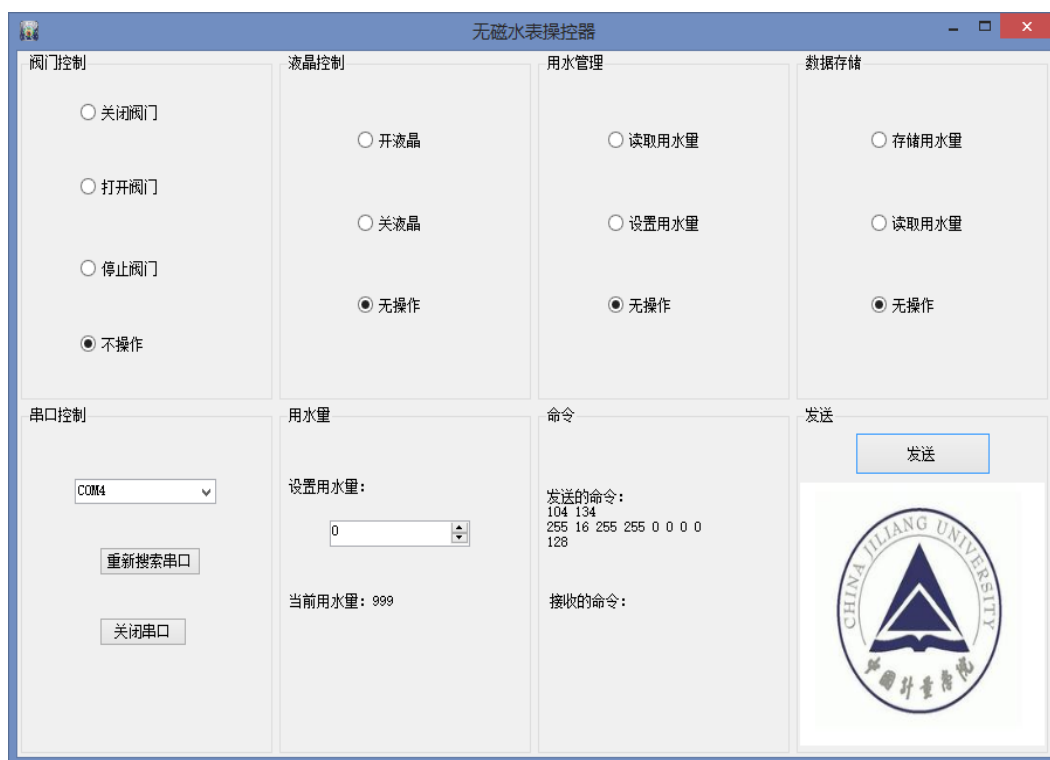 无磁水表操控器
阀门控制
关闭阀门
打开阀门
停止阀门
不操作
液晶控制
开液晶
关液晶
无操作
用水管理
读取用水量
设置用水量
无操作
数据存储
存储用水量
读取用水量
无操作
串口控制
COM4
重新搜索串口
关闭串口
用水量
设置用水量:
0
当前用水量: 999
命令
发送的命令:
104 134
255 16 255 255 0 0 0 0
128
接收的命令:
发送
发送
CHINA JILIANG UNIVERSITY
中国计量学院